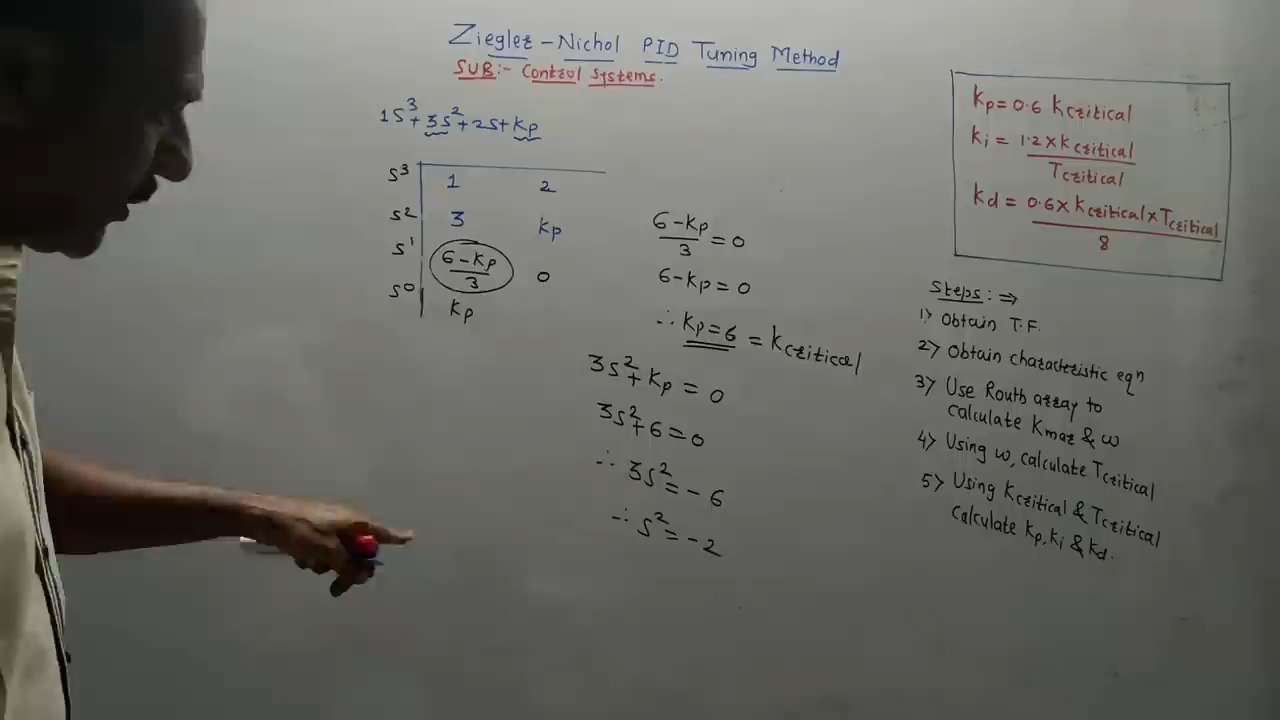 Ziegler-Nichol PID Tuning Method
SUB:- Control Systems.
1s³+3s²+2s+Kp
s³ 1 2
s² 3 Kp
s¹ 6-Kp/3 0
s⁰ Kp
6-Kp/3 = 0
6-Kp=0
∴ Kp=6 = Kcritical
3s²+Kp = 0
3s²+6=0
∴ 3s²=-6
∴ s²=-2
Kp=0.6 Kcritical
Ki = 1.2×Kcritical/Tcritical
Kd = 0.6×Kcritical×Tcritical/8
Steps: ⇒
1) Obtain T.F.
2) Obtain characteristic eqn
3) Use Routh array to
calculate Kmar & ω
4) Using ω, calculate Tcritical
5) Using Kcritical & Tcritical
calculate Kp, Ki & Kd.